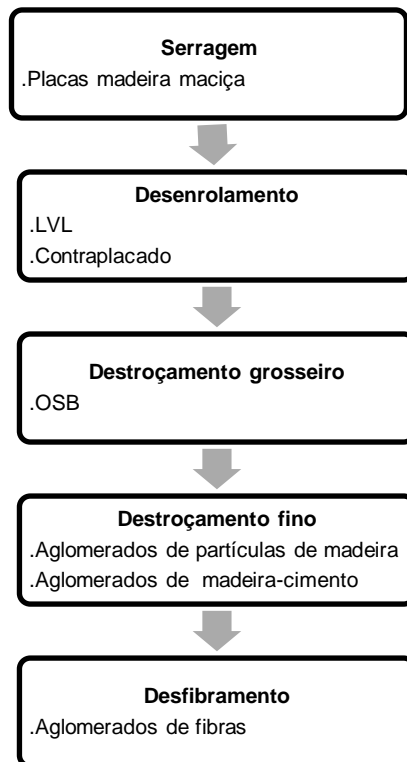 Serragem
.Placas madeira maciça
Desenrolamento
.LVL
.Contraplacado
Destroçamento grosseiro
.OSB
Destroçamento fino
.Aglomerados de partículas de madeira
.Aglomerados de madeira-cimento
Desfibramento
.Aglomerados de fibras